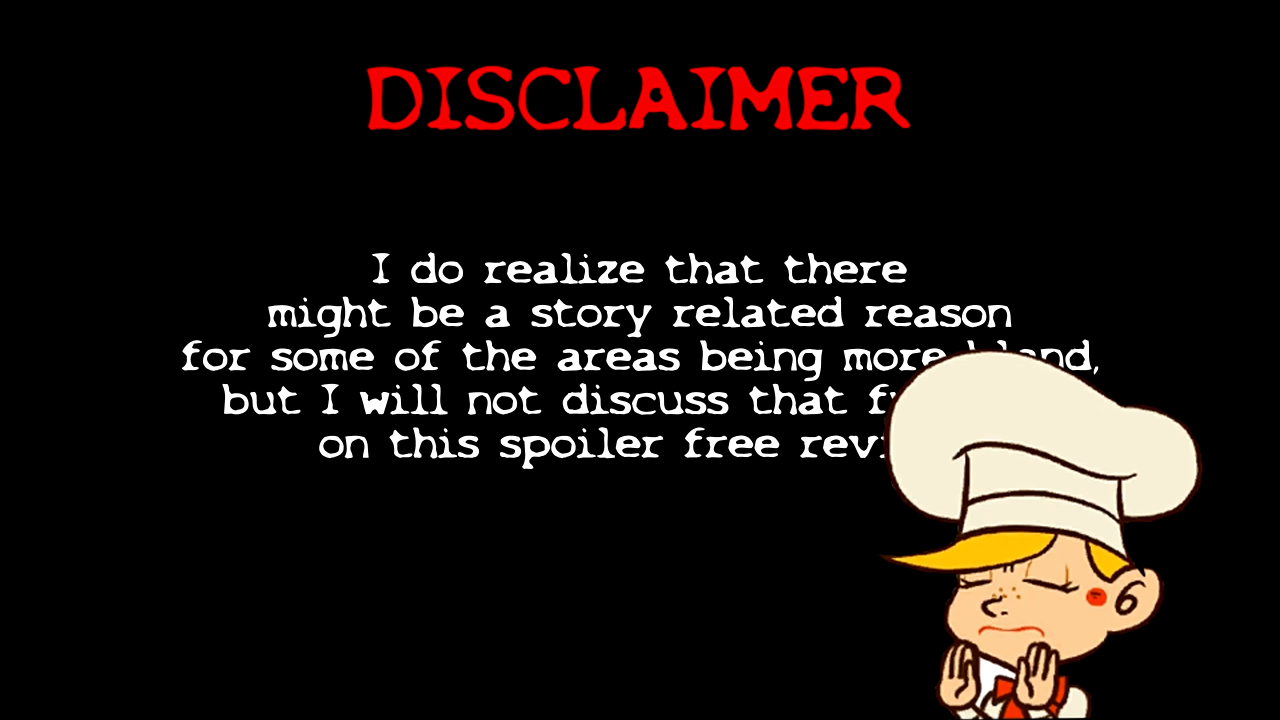 DISCLAIMER
I do realize that there
might be a story related reason
for some of the areas being more bland,
but I will not discuss that
on this spoiler free